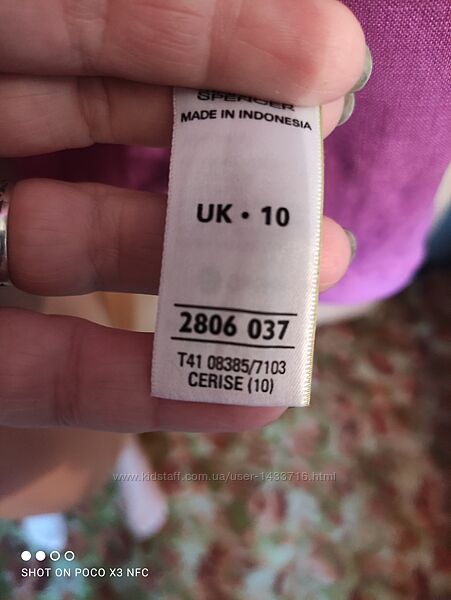 SPENCER
MADE IN INDONESIA
UK • 10
2806 037
T41 08385/7103
CERISE (10)
www.kidstaff.com.ua/user-1433716.html
SHOT ON POCO X3 NFC